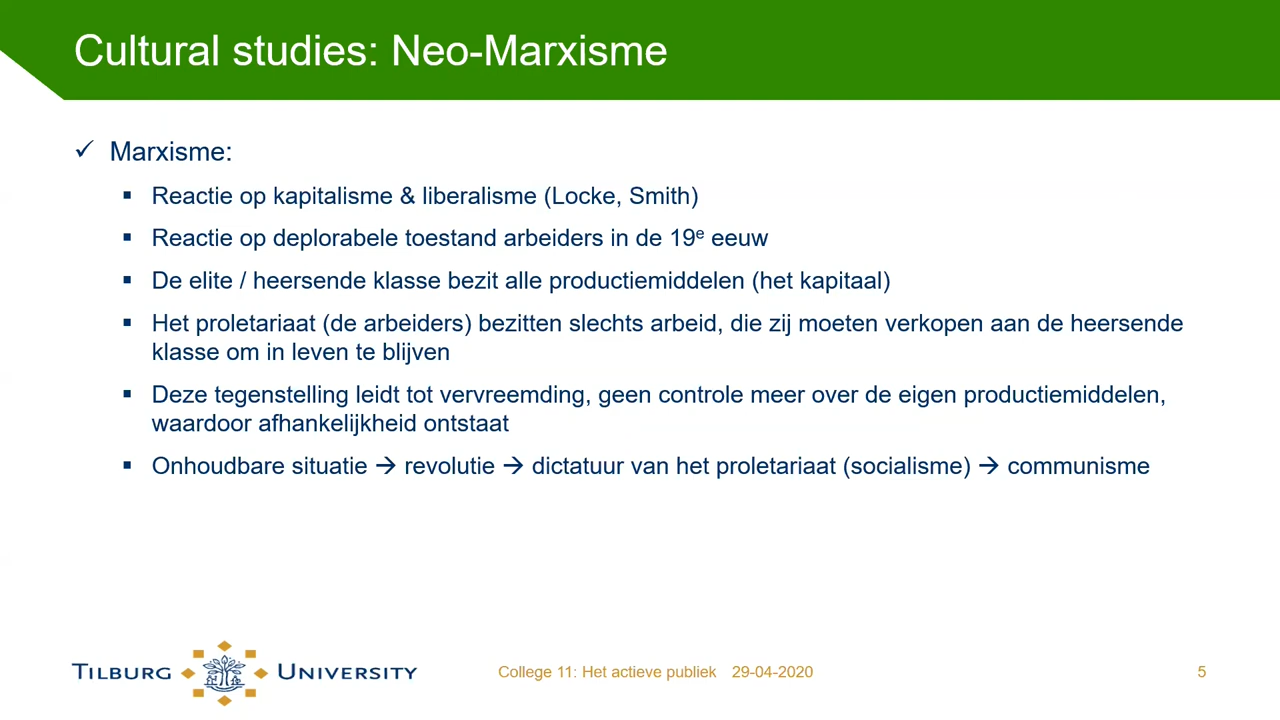 Cultural studies: Neo-Marxisme
✓ Marxisme:
▪ Reactie op kapitalisme & liberalisme (Locke, Smith)
▪ Reactie op deplorabele toestand arbeiders in de 19ᵉ eeuw
▪ De elite / heersende klasse bezit alle productiemiddelen (het kapitaal)
▪ Het proletariaat (de arbeiders) bezitten slechts arbeid, die zij moeten verkopen aan de heersende
klasse om in leven te blijven
▪ Deze tegenstelling leidt tot vervreemding, geen controle meer over de eigen productiemiddelen,
waardoor afhankelijkheid ontstaat
▪ Onhoudbare situatie → revolutie → dictatuur van het proletariaat (socialisme) → communisme
TILBURG UNIVERSITY
College 11: Het actieve publiek 29-04-2020
5